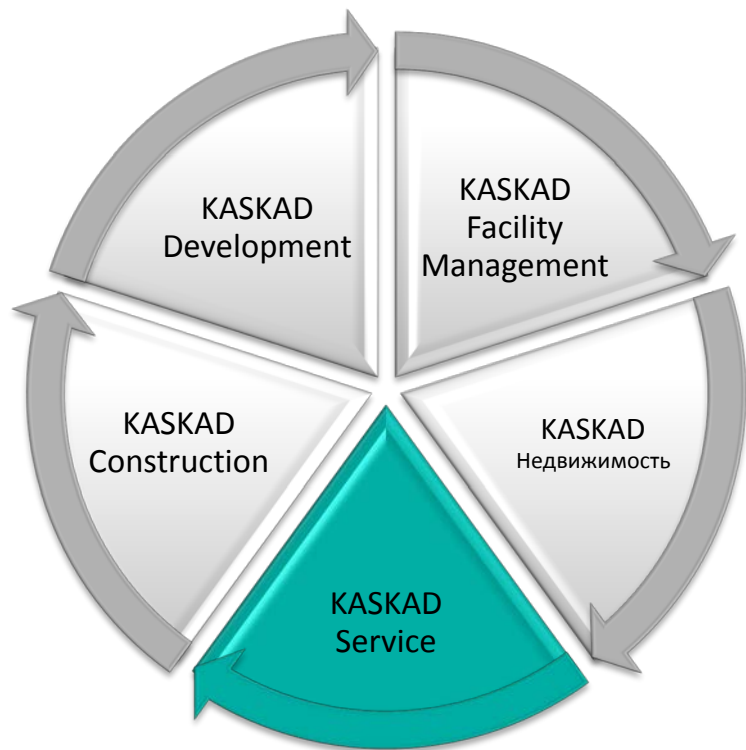 KASKAD
Development
KASKAD
Facility
Management
KASKAD
Construction
KASKAD
Недвижимость
KASKAD
Service